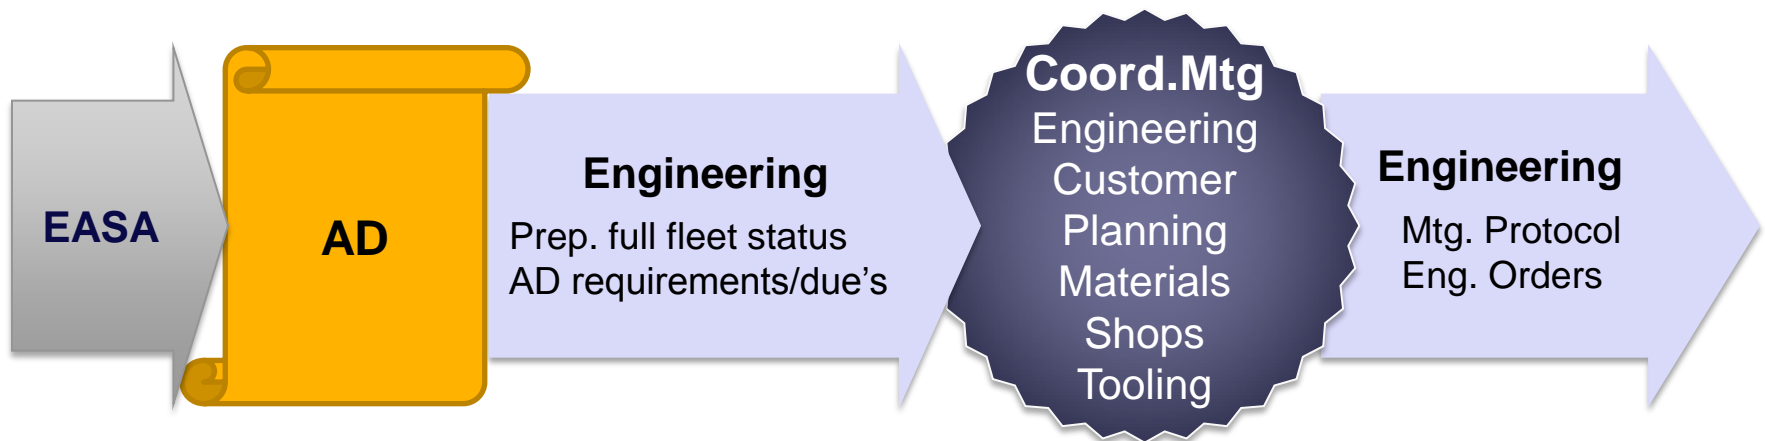 EASA
AD
Engineering
Prep. full fleet status
AD requirements/due’s
Coord.Mtg
Engineering
Customer
Planning
Materials
Shops
Tooling
Engineering
Mtg. Protocol
Eng. Orders